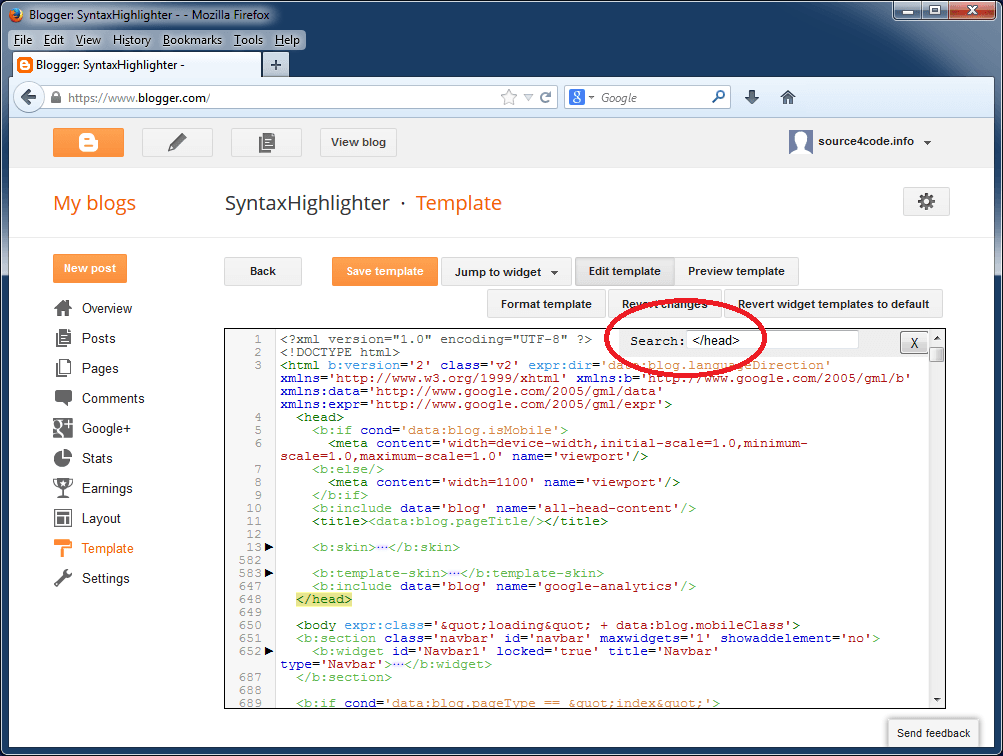 Blogger: SyntaxHighlighter - - Mozilla Firefox
File Edit View History Bookmarks Tools Help
Blogger: SyntaxHighlighter -
https://www.blogger.com/
Google
View blog
source4code.info
My blogs
SyntaxHighlighter · Template
New post
Overview
Posts
Pages
Comments
Google+
Stats
Earnings
Layout
Template
Settings
Back
Save template
Jump to widget
Edit template
Preview template
Format template
Revert changes
Revert widget templates to default
Search: </head>
X
1 <?xml version="1.0" encoding="UTF-8" ?>
2 <!DOCTYPE html>
3 <html b:version='2' class='v2' expr:dir='data:blog.languageDirection'
xmlns='http://www.w3.org/1999/xhtml' xmlns:b='http://www.google.com/2005/gml/b'
xmlns:data='http://www.google.com/2005/gml/data'
xmlns:expr='http://www.google.com/2005/gml/expr'>
4 <head>
5 <b:if cond='data:blog.isMobile'>
6 <meta content='width=device-width,initial-scale=1.0,minimum-
scale=1.0,maximum-scale=1.0' name='viewport'/>
7 <b:else/>
8 <meta content='width=1100' name='viewport'/>
9 </b:if>
10 <b:include data='blog' name='all-head-content'/>
11 <title><data:blog.pageTitle/></title>
12
13 <b:skin>…</b:skin>
582
583 <b:template-skin>…</b:template-skin>
647 <b:include data='blog' name='google-analytics'/>
648 </head>
649
650 <body expr:class='&quot;loading&quot; + data:blog.mobileClass'>
651 <b:section class='navbar' id='navbar' maxwidgets='1' showaddelement='no'>
652 <b:widget id='Navbar1' locked='true' title='Navbar'
type='Navbar'>…</b:widget>
687 </b:section>
688
689 <b:if cond='data:blog.pageType == &quot;index&quot;'>
Send feedback